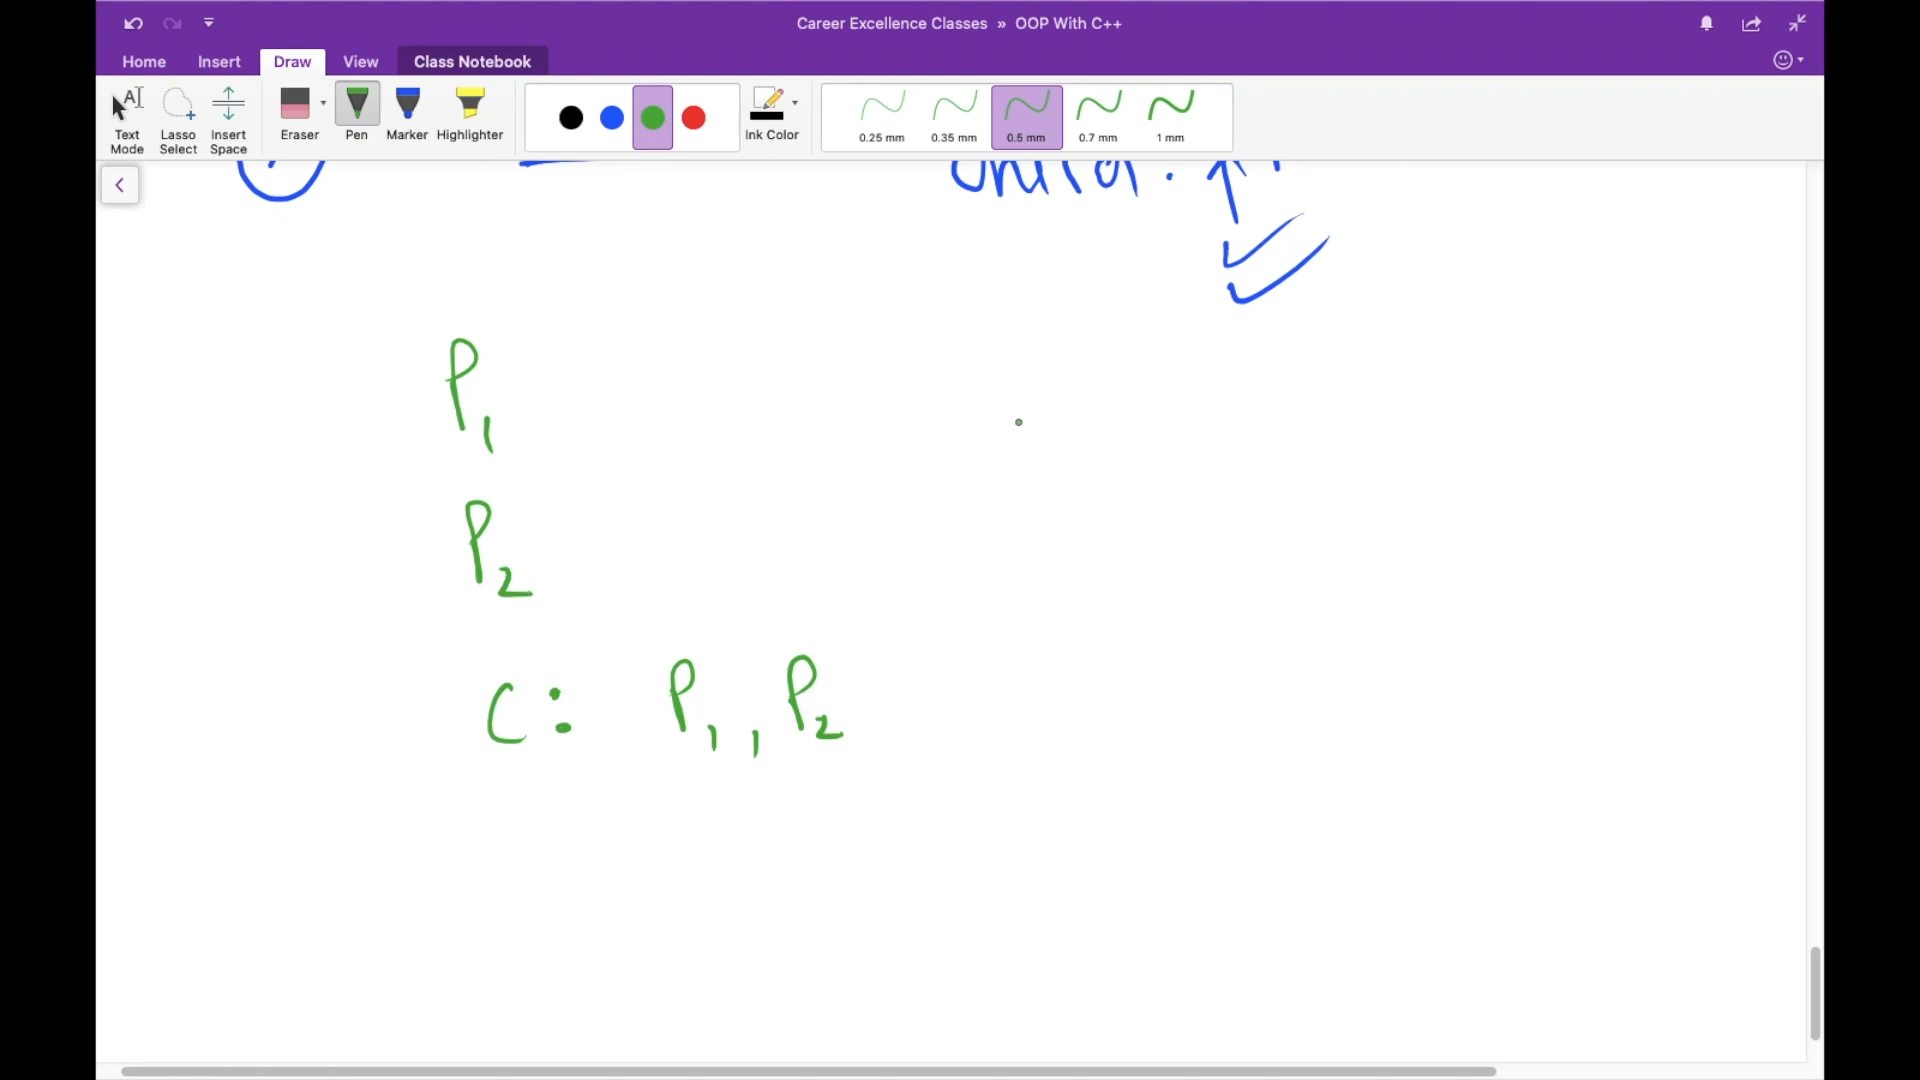 Career Excellence Classes » OOP With C++
Home Insert Draw View Class Notebook
Text Mode
Lasso Select
Insert Space
Eraser
Pen
Marker
Highlighter
Ink Color
0.25 mm
0.35 mm
0.5 mm
0.7 mm
1 mm
P1
P2
C: P1, P2